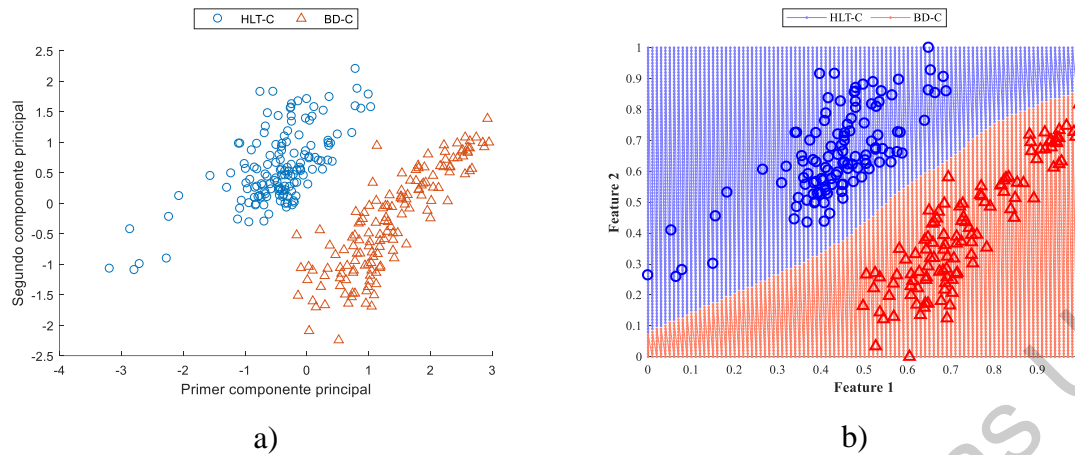 HLT-C BD-C
2.5
2
1.5
1
0.5
0
-0.5
-1
-1.5
-2
-2.5
-4 -3 -2 -1 0 1 2 3
Segundo componente principal
Primer componente principal
a)
HLT-C BD-C
1
0.9
0.8
0.7
0.6
0.5
0.4
0.3
0.2
0.1
0
0 0.1 0.2 0.3 0.4 0.5 0.6 0.7 0.8 0.9
Feature 2
Feature 1
b)